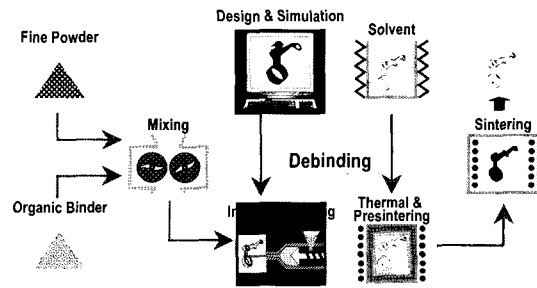 Design & Simulation
Fine Powder
Solvent
Mixing
Sintering
Debinding
Organic Binder
Thermal &
Presintering